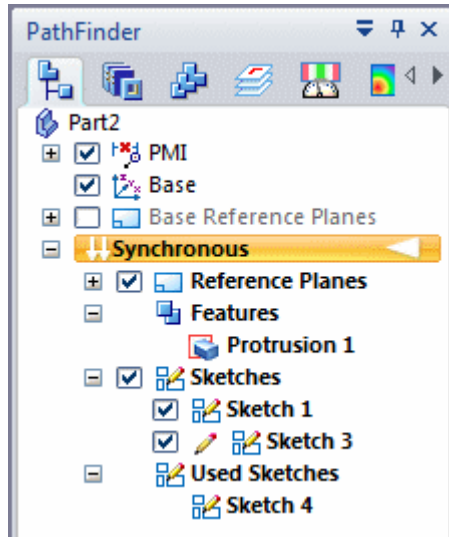 PathFinder
Part2
PMI
Base
Base Reference Planes
Synchronous
Reference Planes
Features
Protrusion 1
Sketches
Sketch 1
Sketch 3
Used Sketches
Sketch 4